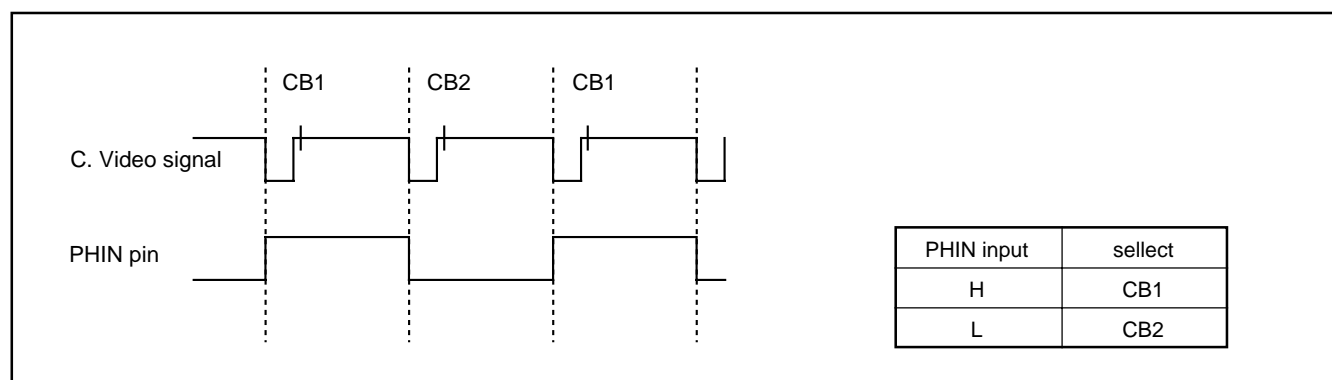 CB1 CB2 CB1
C. Video signal
PHIN pin
PHIN input sellect
H CB1
L CB2